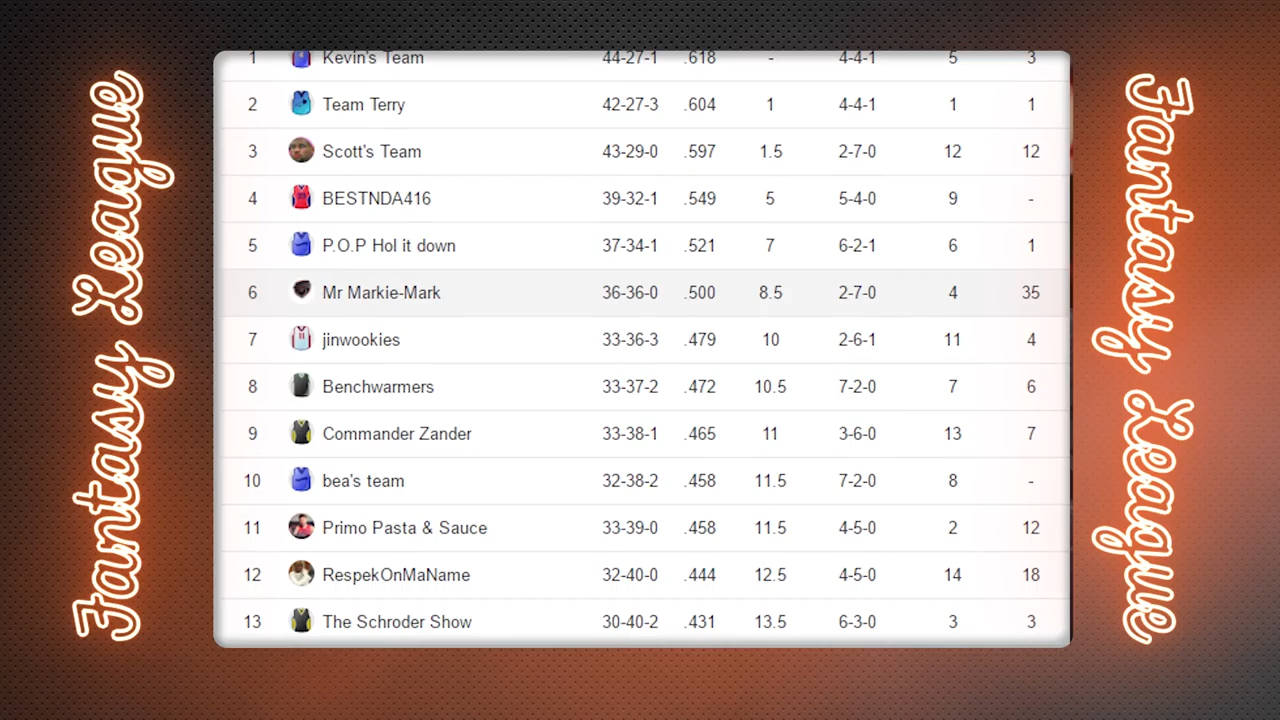 Fantasy League
1 Kevin's Team 44-27-1 .618 - 4-4-1 5 3
2 Team Terry 42-27-3 .604 1 4-4-1 1 1
3 Scott's Team 43-29-0 .597 1.5 2-7-0 12 12
4 BESTNDA416 39-32-1 .549 5 5-4-0 9 -
5 P.O.P Hol it down 37-34-1 .521 7 6-2-1 6 1
6 Mr Markie-Mark 36-36-0 .500 8.5 2-7-0 4 35
7 jinwookies 33-36-3 .479 10 2-6-1 11 4
8 Benchwarmers 33-37-2 .472 10.5 7-2-0 7 6
9 Commander Zander 33-38-1 .465 11 3-6-0 13 7
10 bea's team 32-38-2 .458 11.5 7-2-0 8 -
11 Primo Pasta & Sauce 33-39-0 .458 11.5 4-5-0 2 12
12 RespekOnMaName 32-40-0 .444 12.5 4-5-0 14 18
13 The Schroder Show 30-40-2 .431 13.5 6-3-0 3 3
Fantasy League